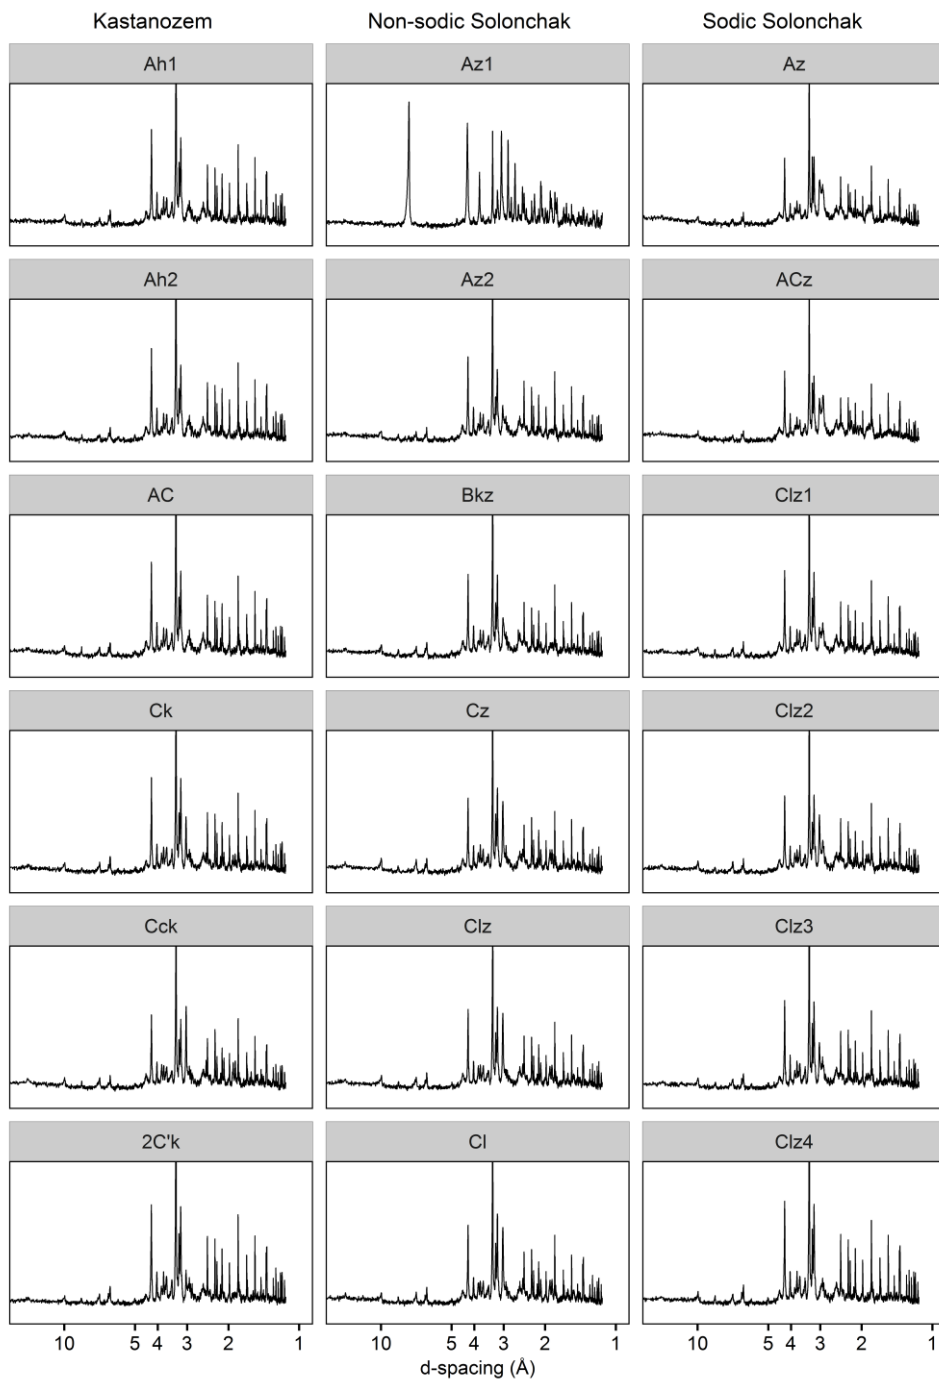 Kastanozem Non-sodic Solonchak Sodic Solonchak
Ah1 Az1 Az
Ah2 Az2 ACz
AC Bkz Clz1
Ck Cz Clz2
Cck Clz Clz3
2C'k Cl Clz4
10 5 4 3 2 1 10 5 4 3 2 1 10 5 4 3 2 1
d-spacing (Å)